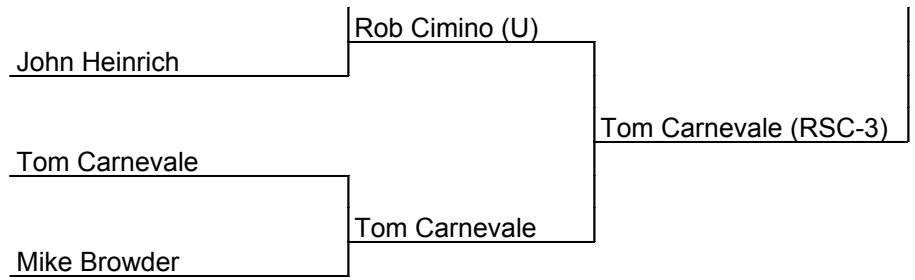 Rob Cimino (U)
John Heinrich
Tom Carnevale (RSC-3)
Tom Carnevale
Tom Carnevale
Mike Browder